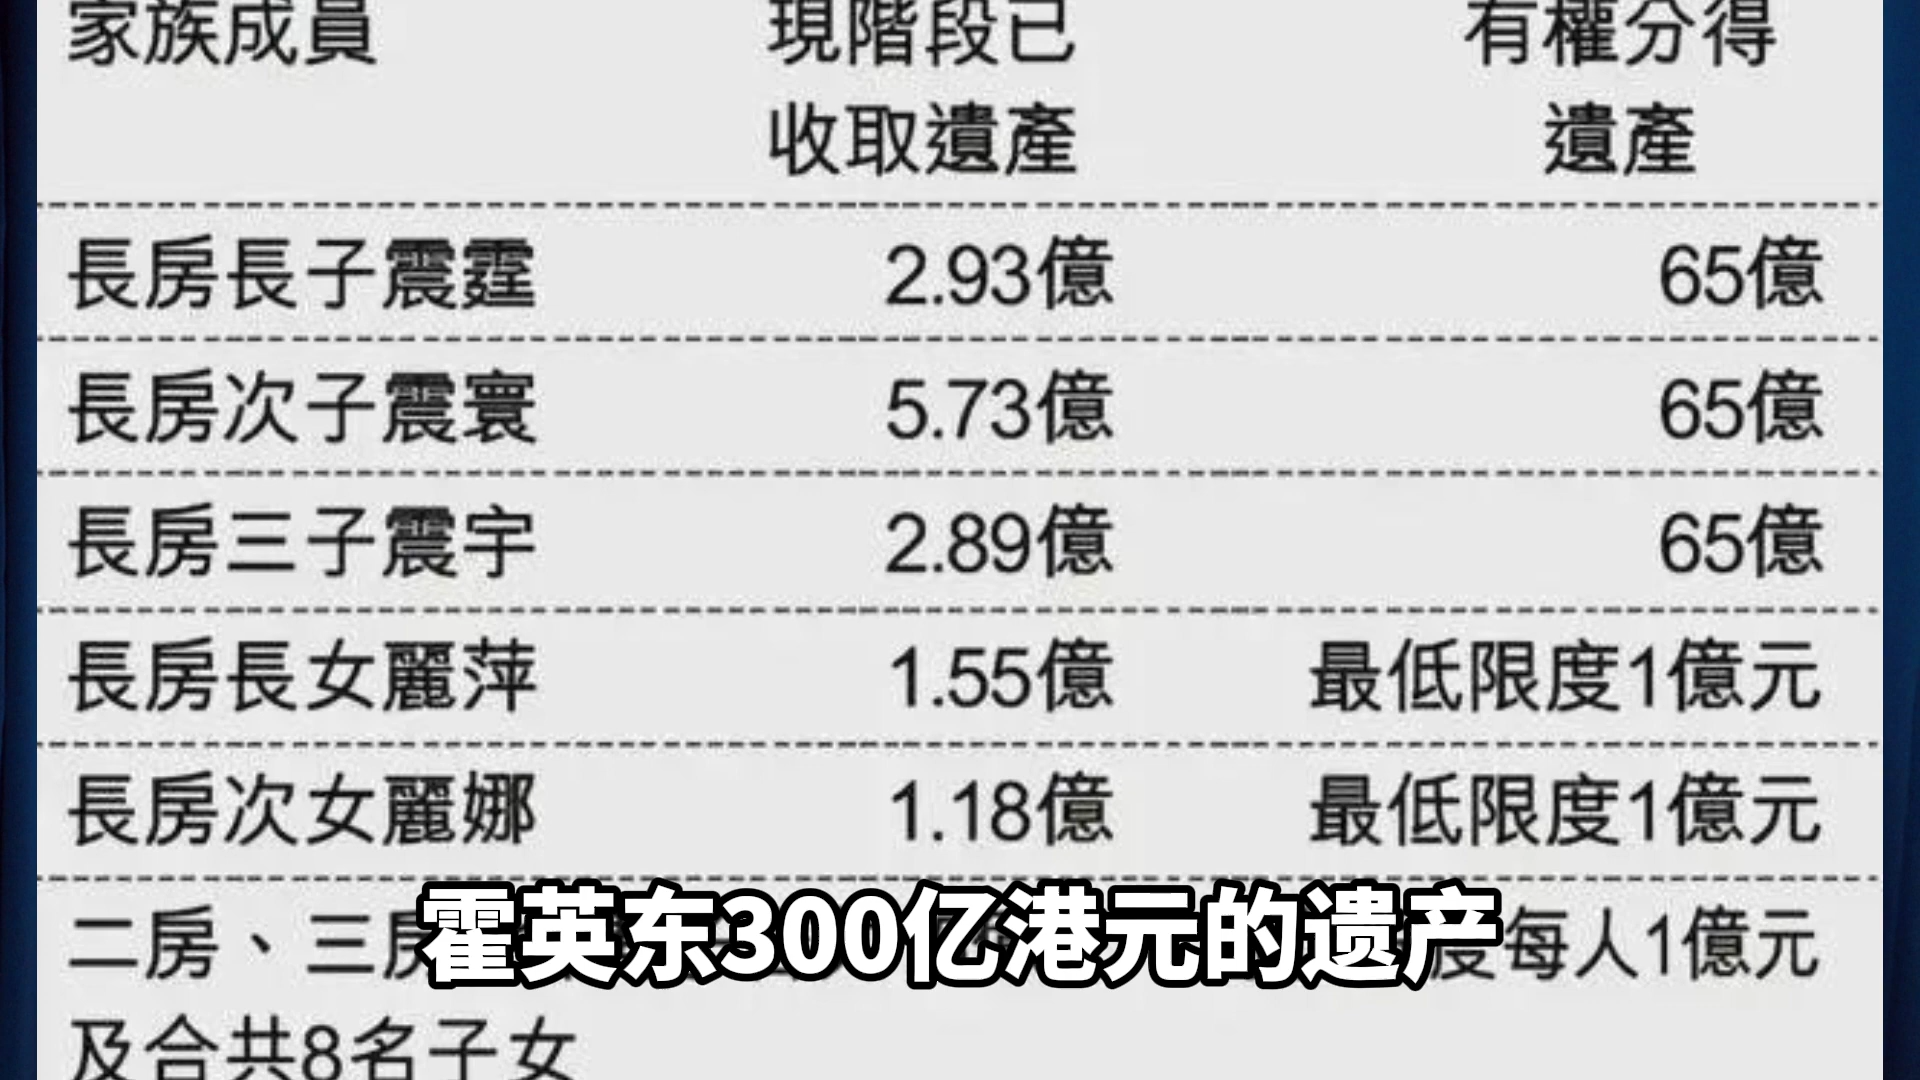 家族成員 現階段已 有權分得
收取遺產 遺產
長房長子震霆 2.93億 65億
長房次子震寰 5.73億 65億
長房三子震宇 2.89億 65億
長房長女麗萍 1.55億 最低限度1億元
長房次女麗娜 1.18億 最低限度1億元
二房、三房 度每人1億元
霍英东300亿港元的遗产
及合共8名子女